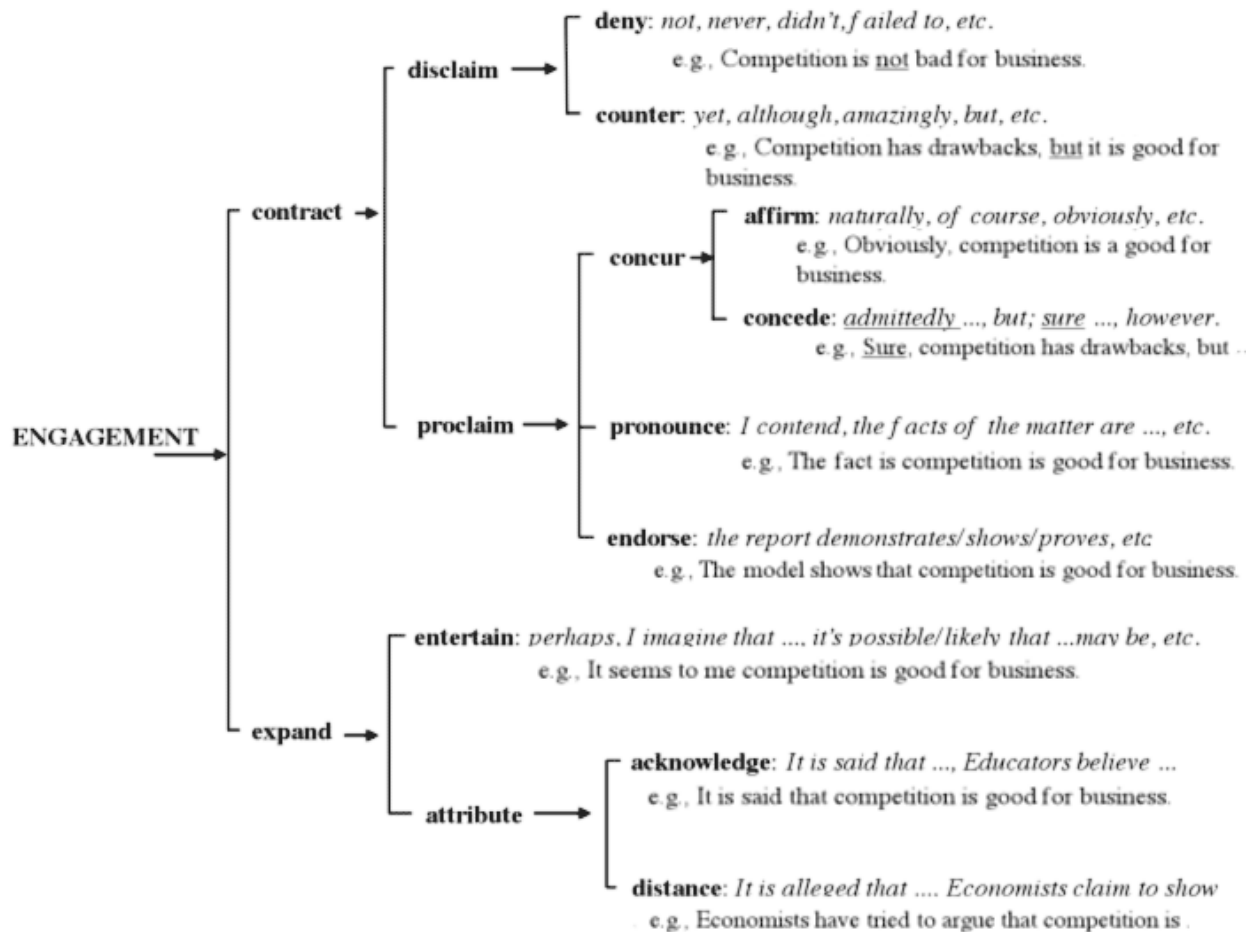 deny: not, never, didn't, failed to, etc.
e.g., Competition is not bad for business.
disclaim
counter: yet, although, amazingly, but, etc.
e.g., Competition has drawbacks, but it is good for
business.
contract
affirm: naturally, of course, obviously, etc.
e.g., Obviously, competition is a good for
business.
concur
concede: admittedly ..., but; sure ..., however.
e.g., Sure, competition has drawbacks, but ..
proclaim
pronounce: I contend, the facts of the matter are ..., etc.
e.g., The fact is competition is good for business.
ENGAGEMENT
endorse: the report demonstrates/shows/proves, etc
e.g., The model shows that competition is good for business.
entertain: perhaps, I imagine that ...., it's possible/likely that ...may be, etc.
e.g., It seems to me competition is good for business.
expand
acknowledge: It is said that ..., Educators believe ...
e.g., It is said that competition is good for business.
attribute
distance: It is alleged that .... Economists claim to show
e.g., Economists have tried to argue that competition is .